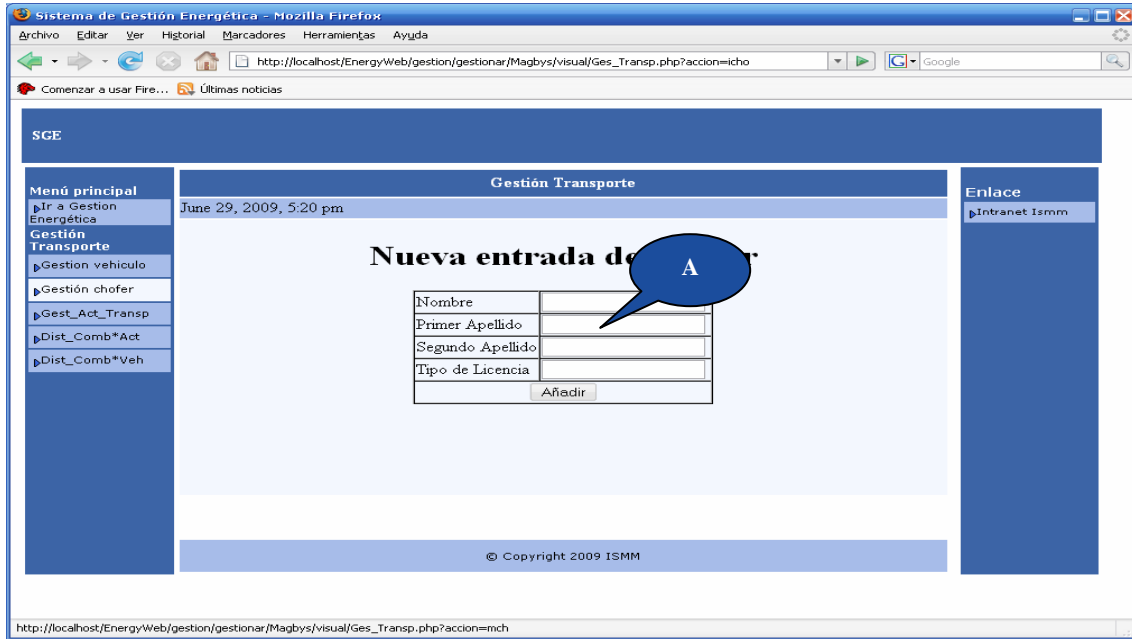 Sistema de Gestión Energética - Mozilla Firefox
Archivo Editar Ver Historial Marcadores Herramientas Ayuda
http://localhost/EnergyWeb/gestion/gestionar/Magbys/visual/Ges_Transp.php?accion=icho
Google
Comenzar a usar Fire... Últimas noticias
SGE
Menú principal
Ir a Gestion
Energética
Gestión
Transporte
Gestion vehiculo
Gestión chofer
Gest_Act_Transp
Dist_Comb*Act
Dist_Comb*Veh
Gestión Transporte
June 29, 2009, 5:20 pm
Nueva entrada de
A
Nombre
Primer Apellido
Segundo Apellido
Tipo de Licencia
Añadir
Enlace
Intranet Ismm
© Copyright 2009 ISMM
http://localhost/EnergyWeb/gestion/gestionar/Magbys/visual/Ges_Transp.php?accion=mch